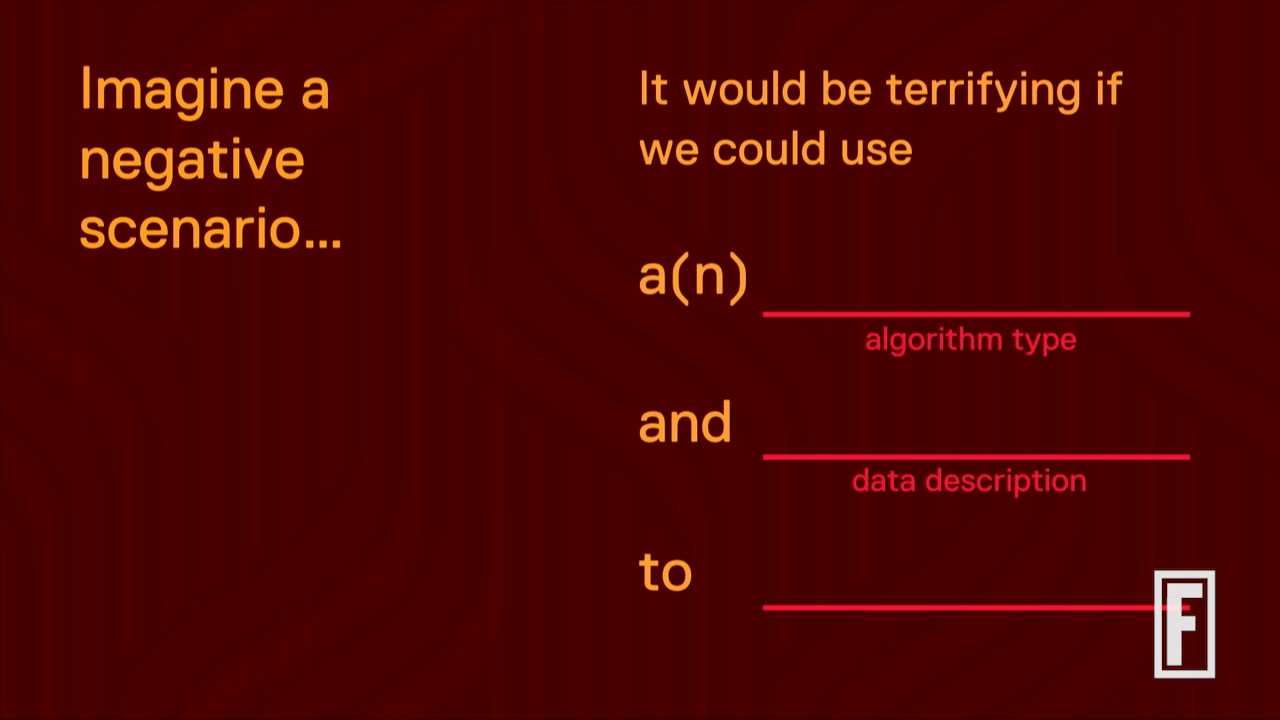 Imagine a
negative
scenario...
It would be terrifying if
we could use
a(n)
algorithm type
and
data description
to
F